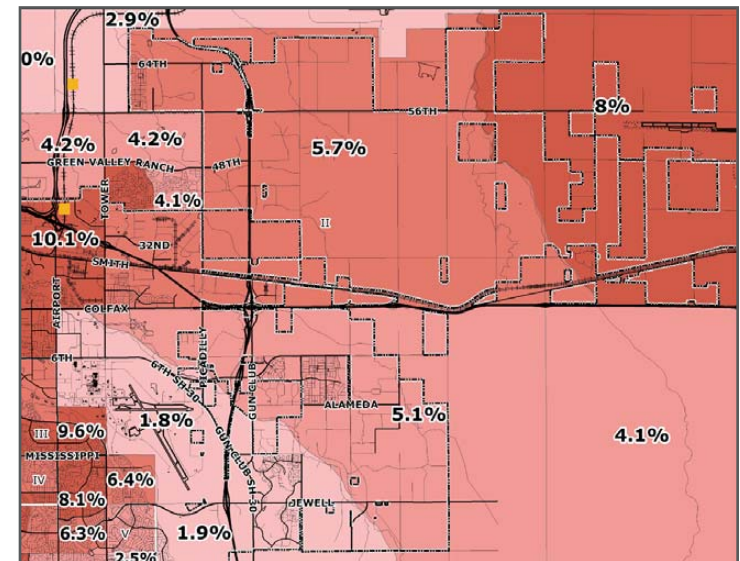 2.9%
0%
64TH
56TH
8%
4.2%
4.2%
5.7%
GREEN VALLEY RANCH
48TH
4.1%
TOWER
II
10.1%
32ND
SMITH
AIRPORT
COLFAX
PICADILLY
6TH
6TH-SH-30
GUN CLUB
ALAMEDA
5.1%
1.8%
4.1%
III
9.6%
GUN CLUB-SH-30
MISSISSIPPI
IV
6.4%
8.1%
JEWELL
6.3%
V
1.9%
2.5%